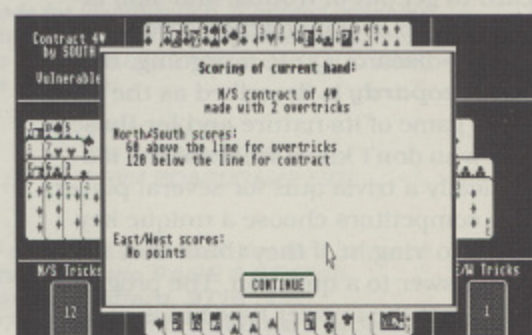 Contract 4♥
by SOUTH
Vulnerable
Scoring of current hand:
N/S contract of 4♥
made with 2 overtricks
North/South scores:
60 above the line for overtricks
120 below the line for contract
East/West scores:
No points
CONTINUE
N/S Tricks
12
E/W Tricks
1